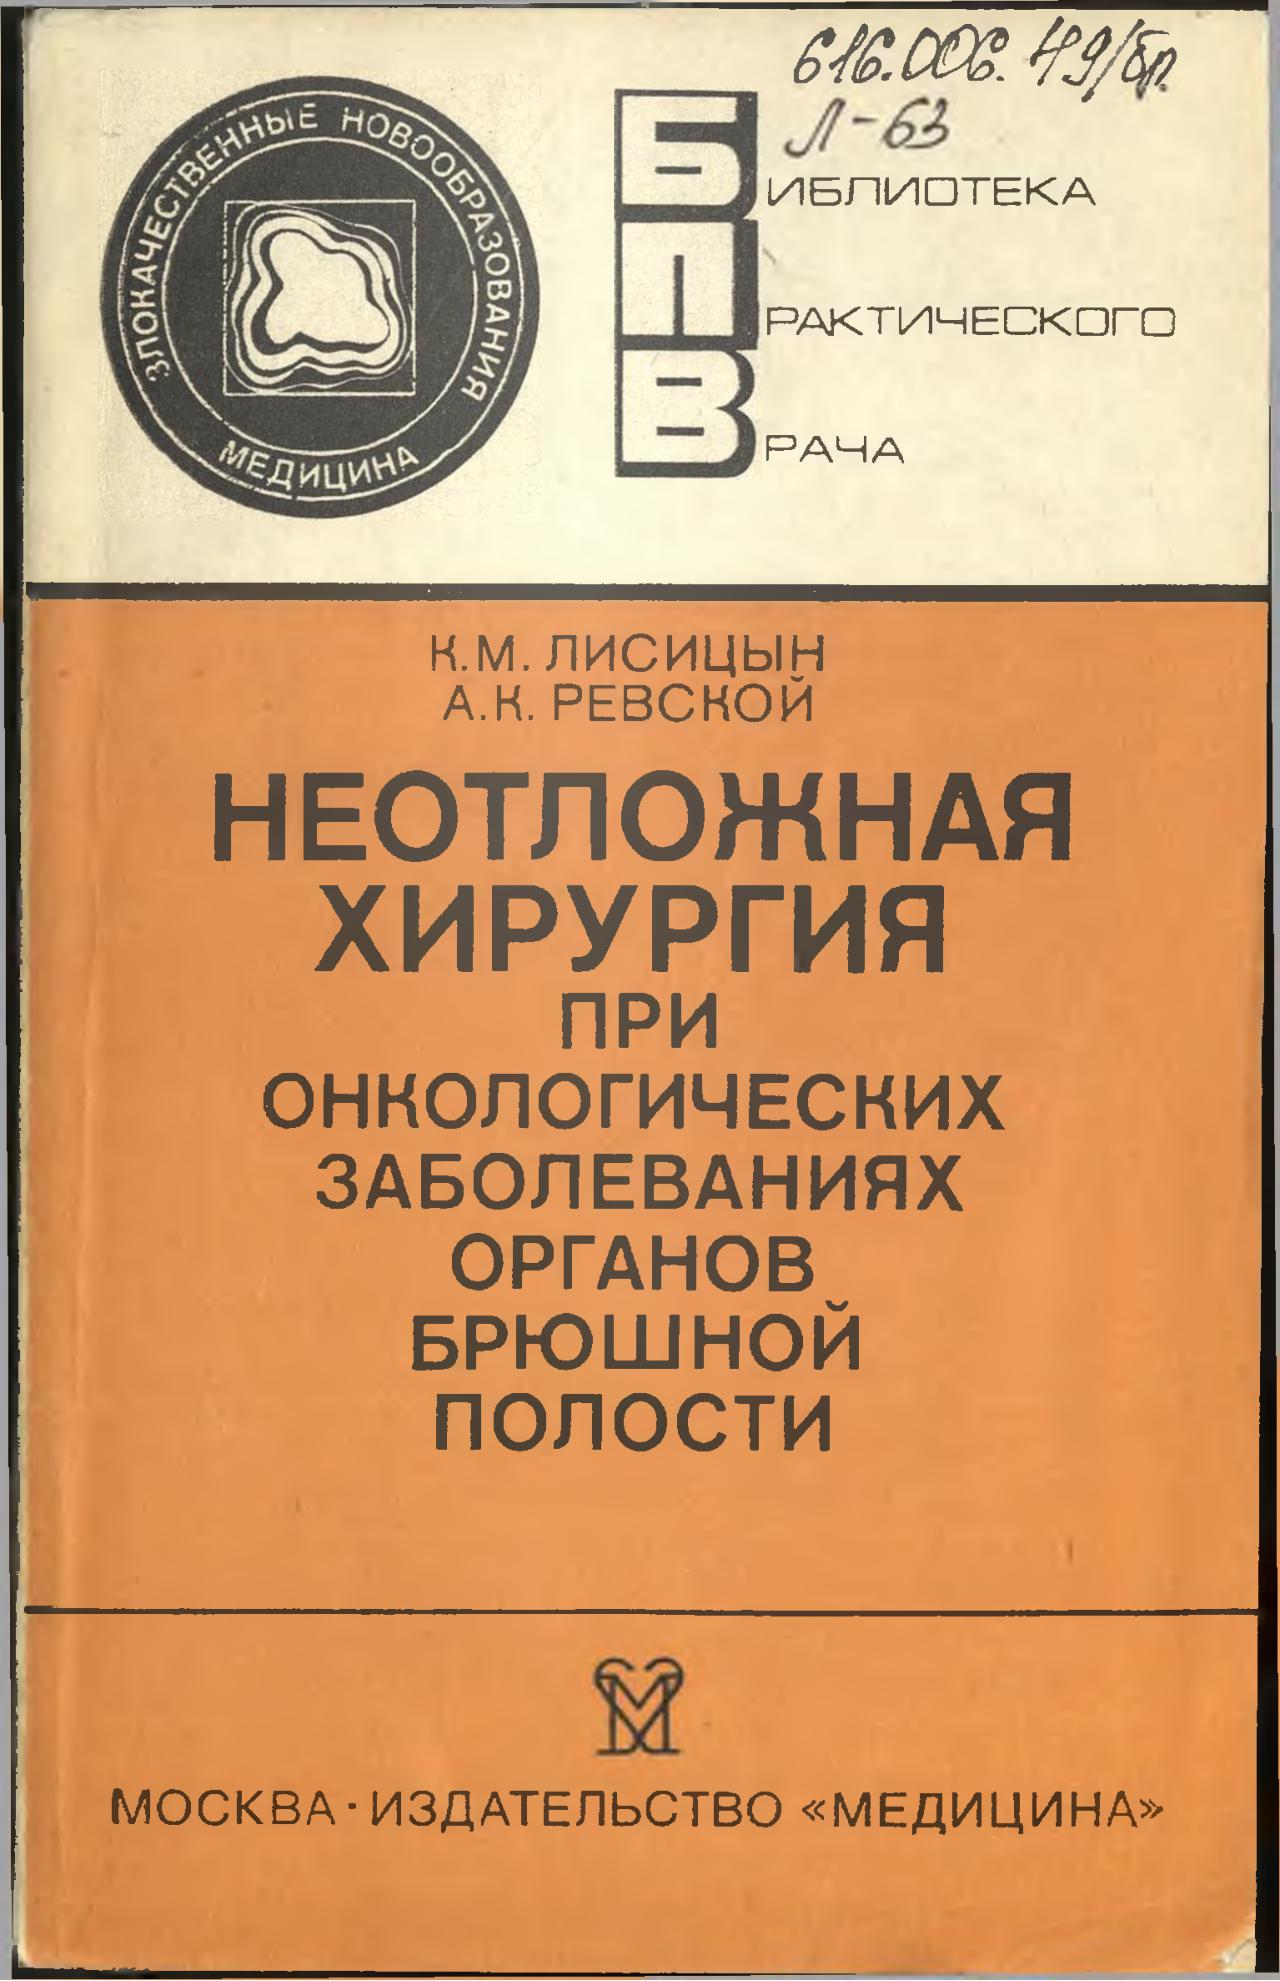 616.006. 49/бр.
Л-63
ЗЛОКАЧЕСТВЕННЫЕ НОВООБРАЗОВАНИЯ
МЕДИЦИНА
БИБЛИОТЕКА
ПРАКТИЧЕСКОГО
ВРАЧА
К.М. ЛИСИЦЫН
А.К. РЕВСКОЙ
НЕОТЛОЖНАЯ
ХИРУРГИЯ
ПРИ
ОНКОЛОГИЧЕСКИХ
ЗАБОЛЕВАНИЯХ
ОРГАНОВ
БРЮШНОЙ
ПОЛОСТИ
МОСКВА · ИЗДАТЕЛЬСТВО «МЕДИЦИНА»